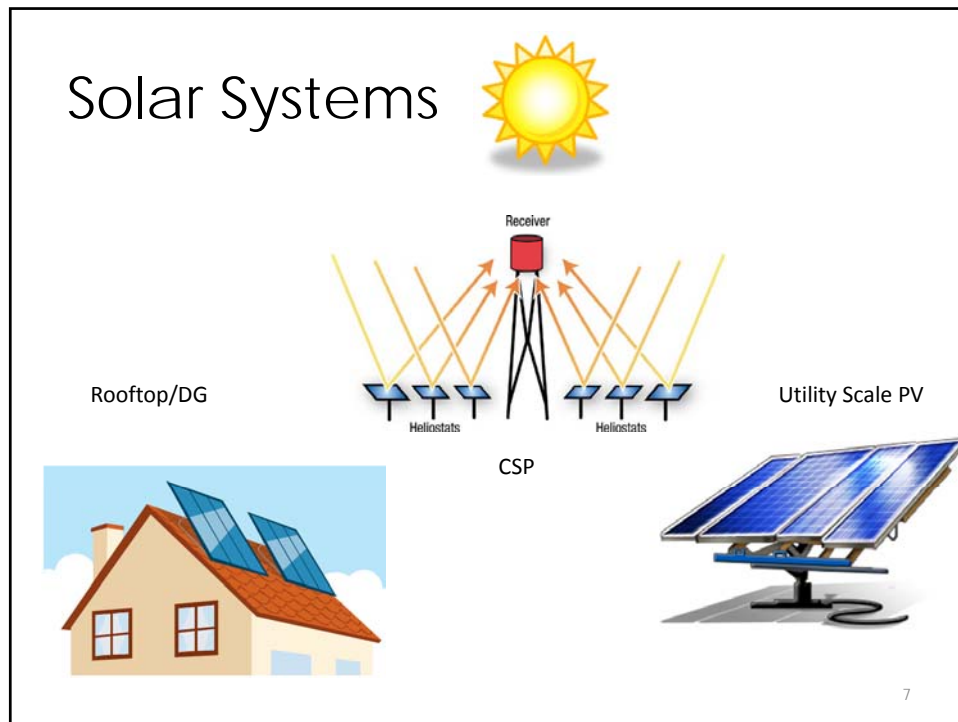 Solar Systems
Receiver
Rooftop/DG
Utility Scale PV
Heliostats
Heliostats
CSP
7